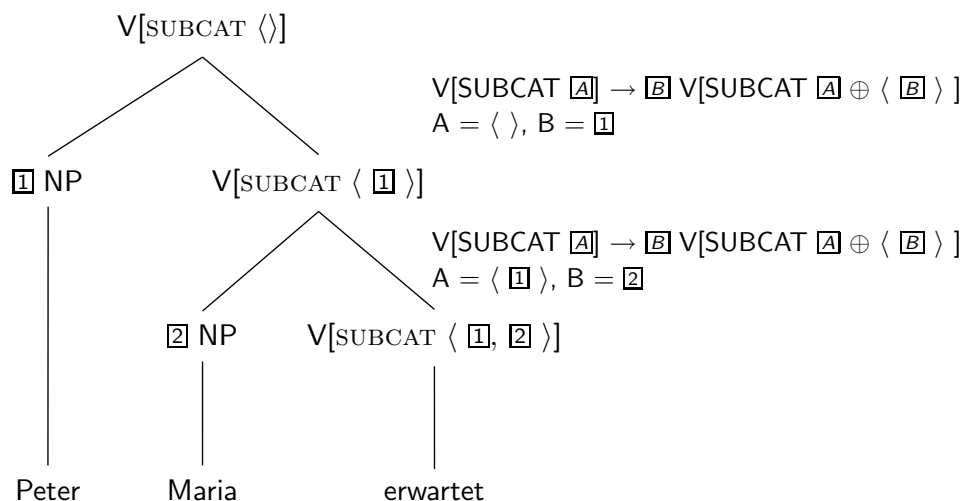 V[SUBCAT ⟨⟩]
V[SUBCAT [A]] → [B] V[SUBCAT [A] ⊕ ⟨ [B] ⟩ ]
A = ⟨ ⟩, B = [1]
[1] NP
V[SUBCAT ⟨ [1] ⟩]
V[SUBCAT [A]] → [B] V[SUBCAT [A] ⊕ ⟨ [B] ⟩ ]
A = ⟨ [1] ⟩, B = [2]
[2] NP
V[SUBCAT ⟨ [1], [2] ⟩]
Peter
Maria
erwartet